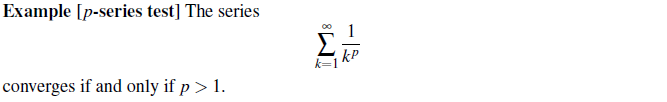 Example [p-series test] The series
∞
∑ 1/k^p
k=1
converges if and only if p > 1.